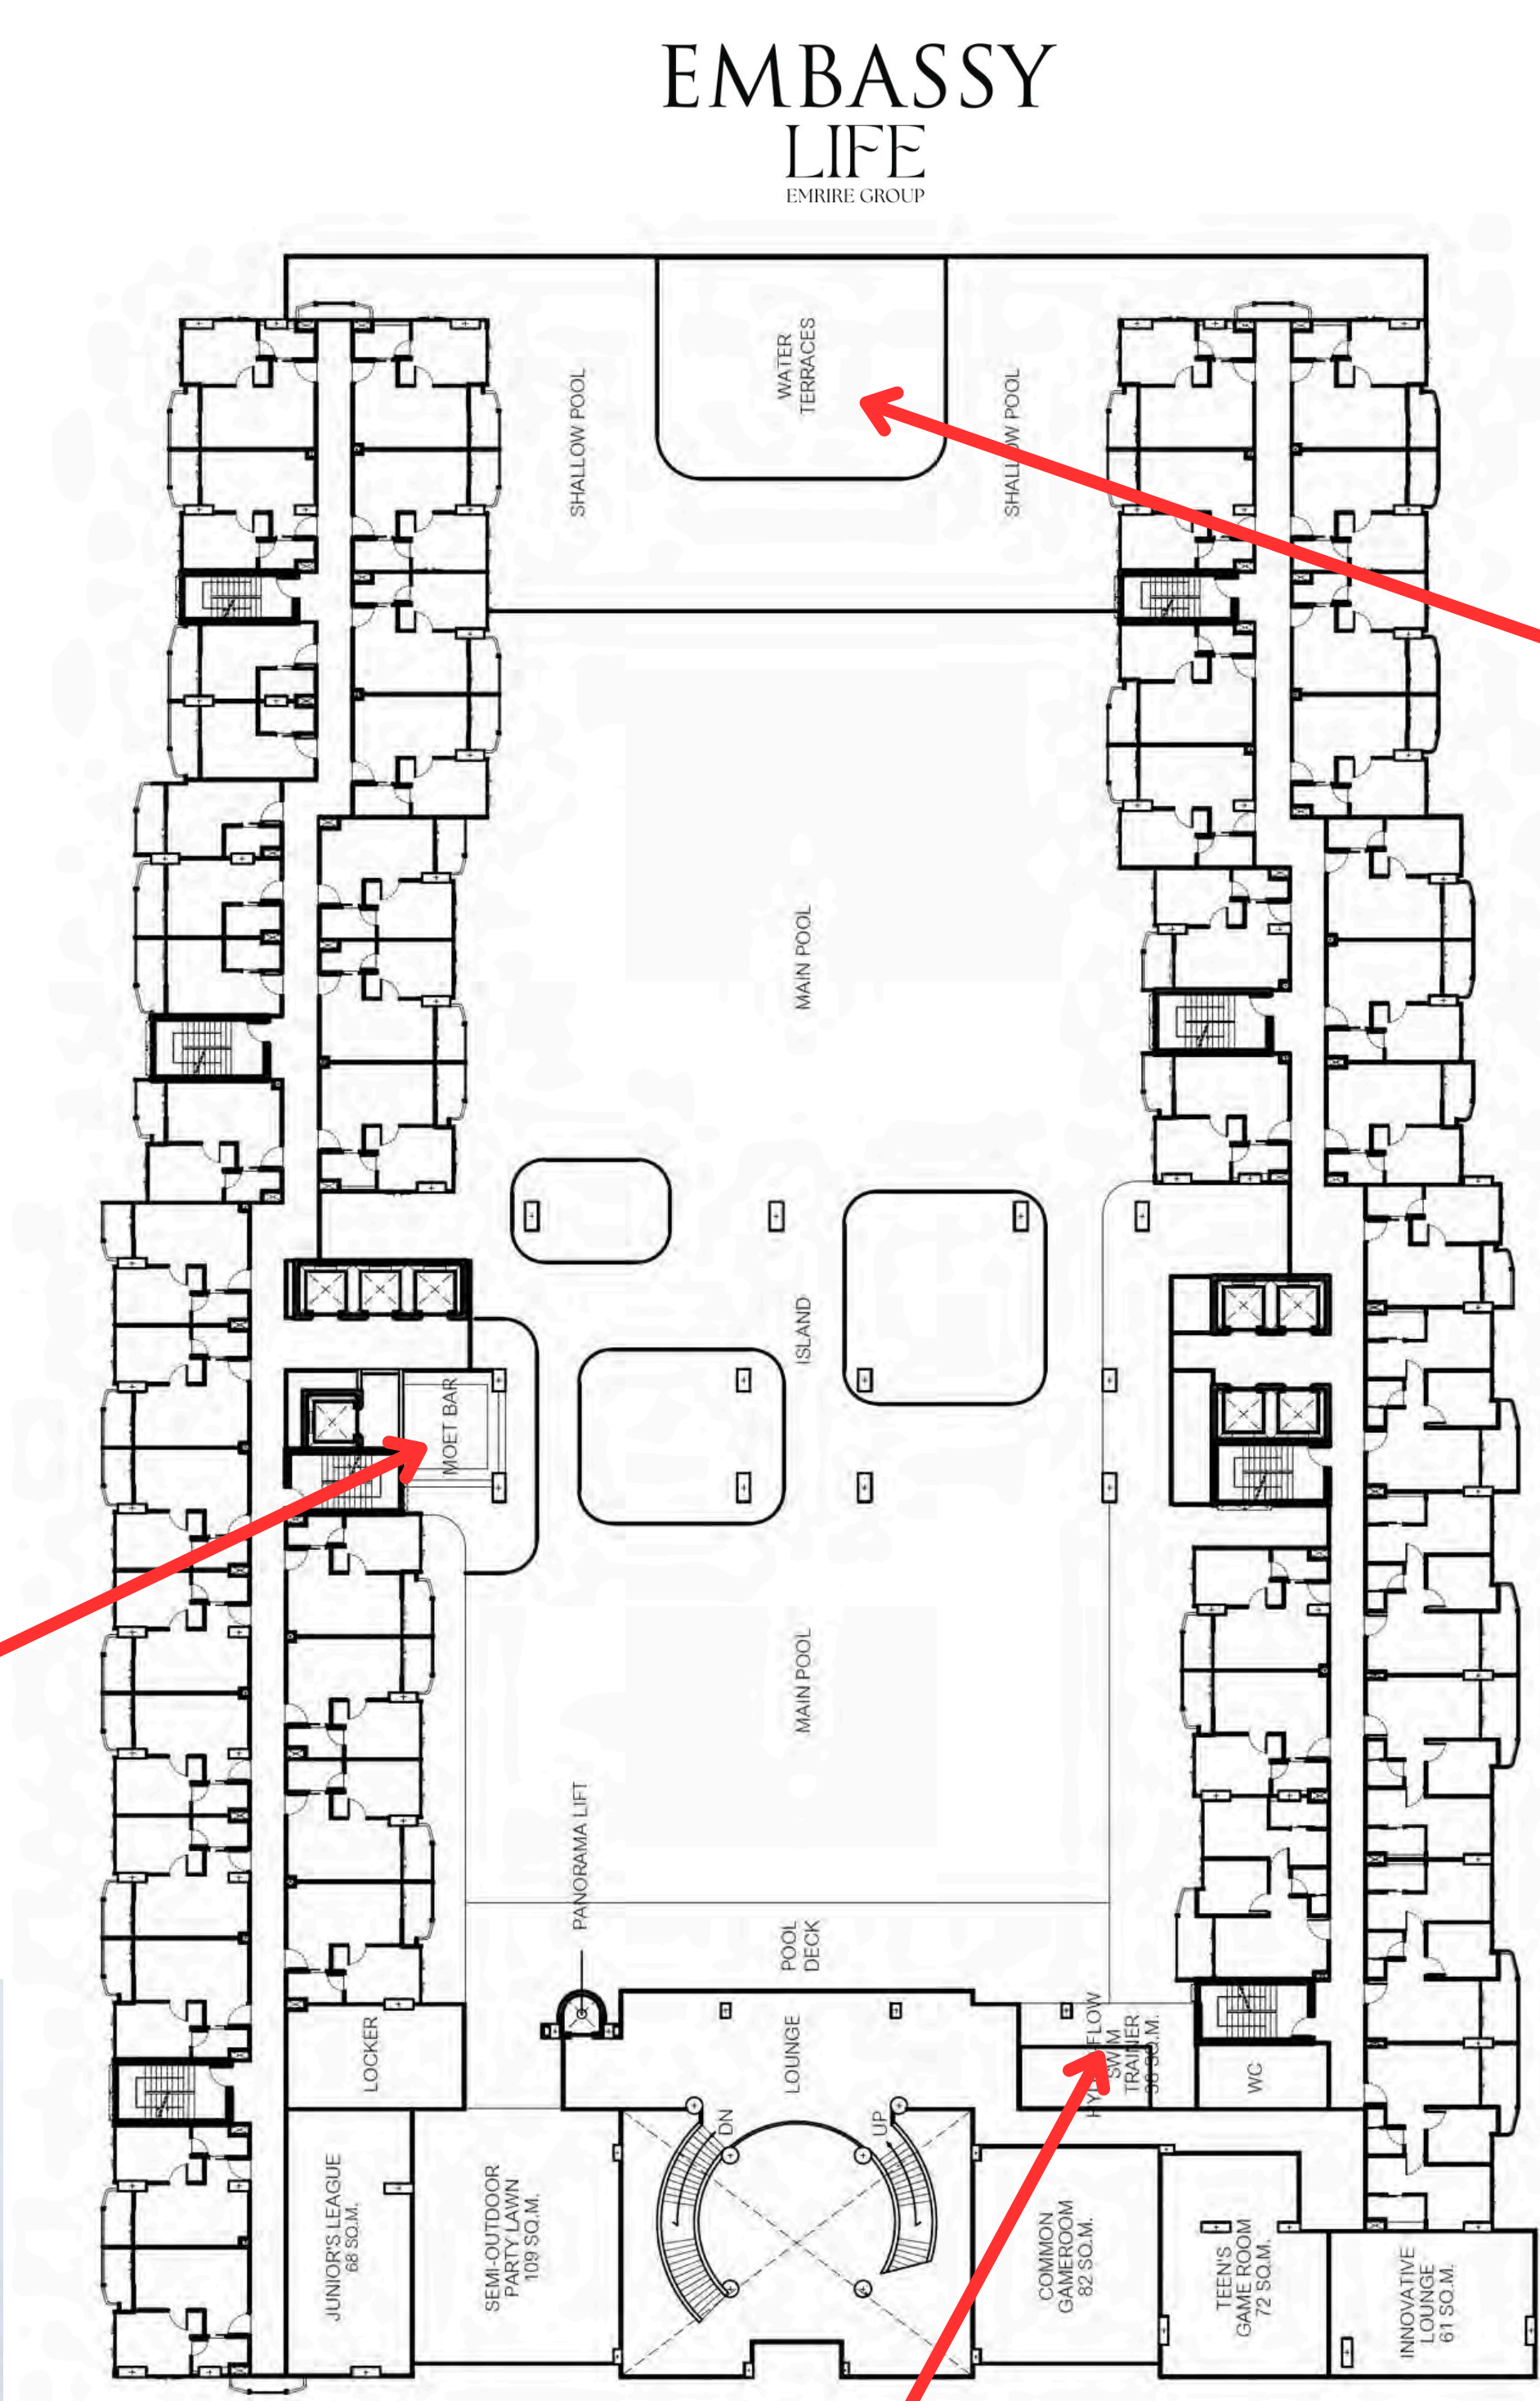 EMBASSY
LIFE
EMRIRE GROUP
WATER
TERRACES
SHALLOW POOL
SHALLOW POOL
MAIN POOL
ISLAND
MOET BAR
MAIN POOL
PANORAMA LIFT
POOL
DECK
LOCKER
LOUNGE
FLOW
SWIM
TRAINER
SQ.M.
WC
DN
UP
JUNIOR'S LEAGUE
68 SQ.M.
SEMI-OUTDOOR
PARTY LAWN
109 SQ.M.
COMMON
GAMEROOM
82 SQ.M.
TEEN'S
GAME ROOM
72 SQ.M.
INNOVATIVE
LOUNGE
61 SQ.M.